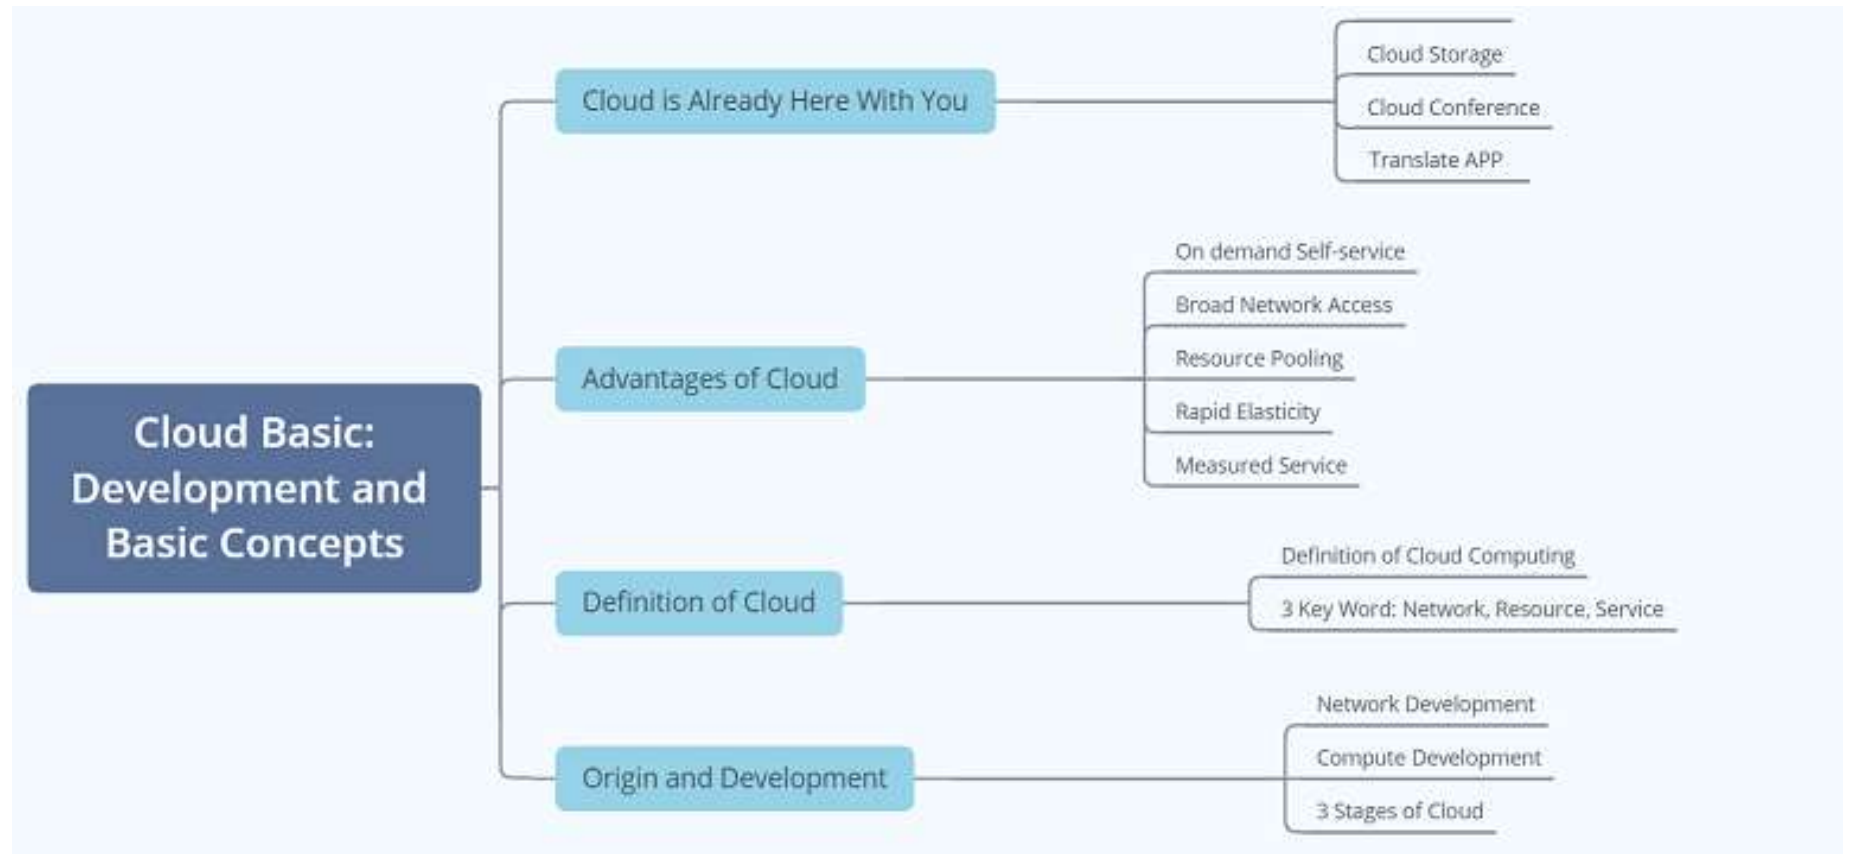 Cloud Basic:
Development and
Basic Concepts
Cloud is Already Here With You
Cloud Storage
Cloud Conference
Translate APP
Advantages of Cloud
On demand Self-service
Broad Network Access
Resource Pooling
Rapid Elasticity
Measured Service
Definition of Cloud
Definition of Cloud Computing
3 Key Word: Network, Resource, Service
Origin and Development
Network Development
Compute Development
3 Stages of Cloud